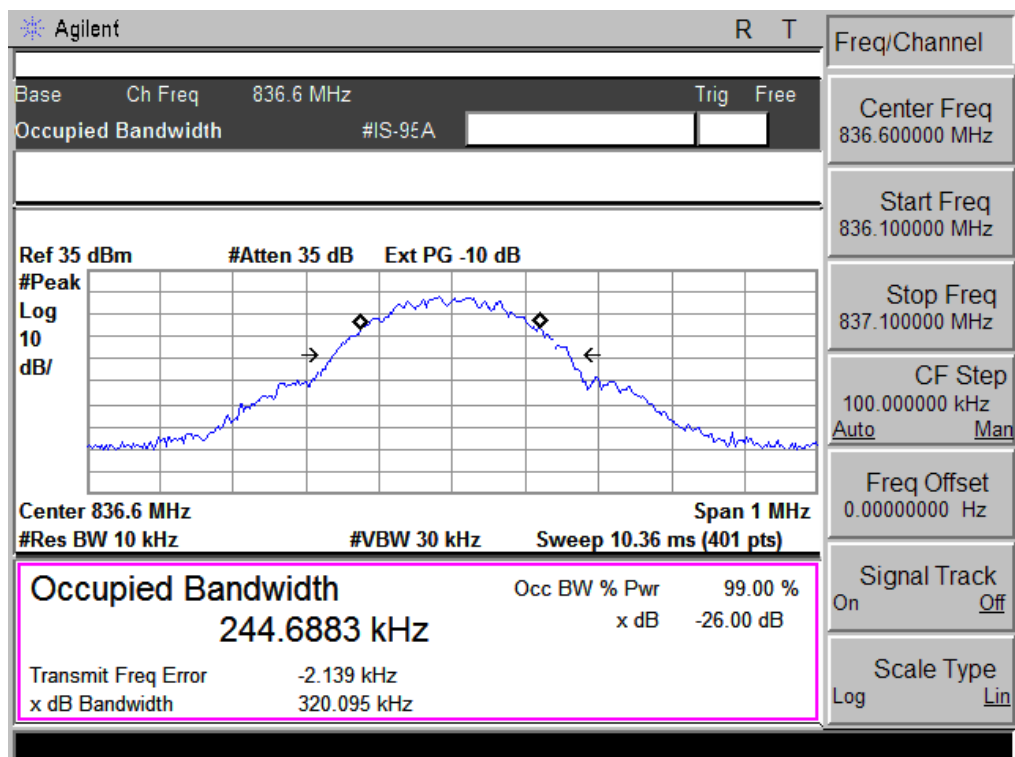 Agilent R T
Base Ch Freq 836.6 MHz Trig Free
Occupied Bandwidth #IS-95A
Ref 35 dBm #Atten 35 dB Ext PG -10 dB
#Peak
Log
10
dB/
Center 836.6 MHz Span 1 MHz
#Res BW 10 kHz #VBW 30 kHz Sweep 10.36 ms (401 pts)
Occupied Bandwidth Occ BW % Pwr 99.00 %
244.6883 kHz x dB -26.00 dB
Transmit Freq Error -2.139 kHz
x dB Bandwidth 320.095 kHz
Freq/Channel
Center Freq
836.600000 MHz
Start Freq
836.100000 MHz
Stop Freq
837.100000 MHz
CF Step
100.000000 kHz
Auto Man
Freq Offset
0.00000000 Hz
Signal Track
On Off
Scale Type
Log Lin